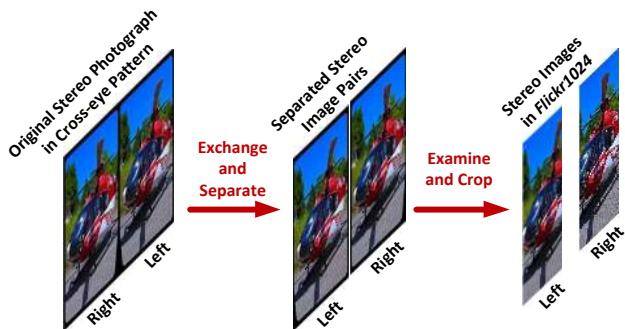 Original Stereo Photograph
in Cross-eye Pattern
Right
Left
Exchange
and
Separate
Separated Stereo
Image Pairs
Left
Right
Examine
and Crop
Stereo Images
in Flickr1024
Left
Right